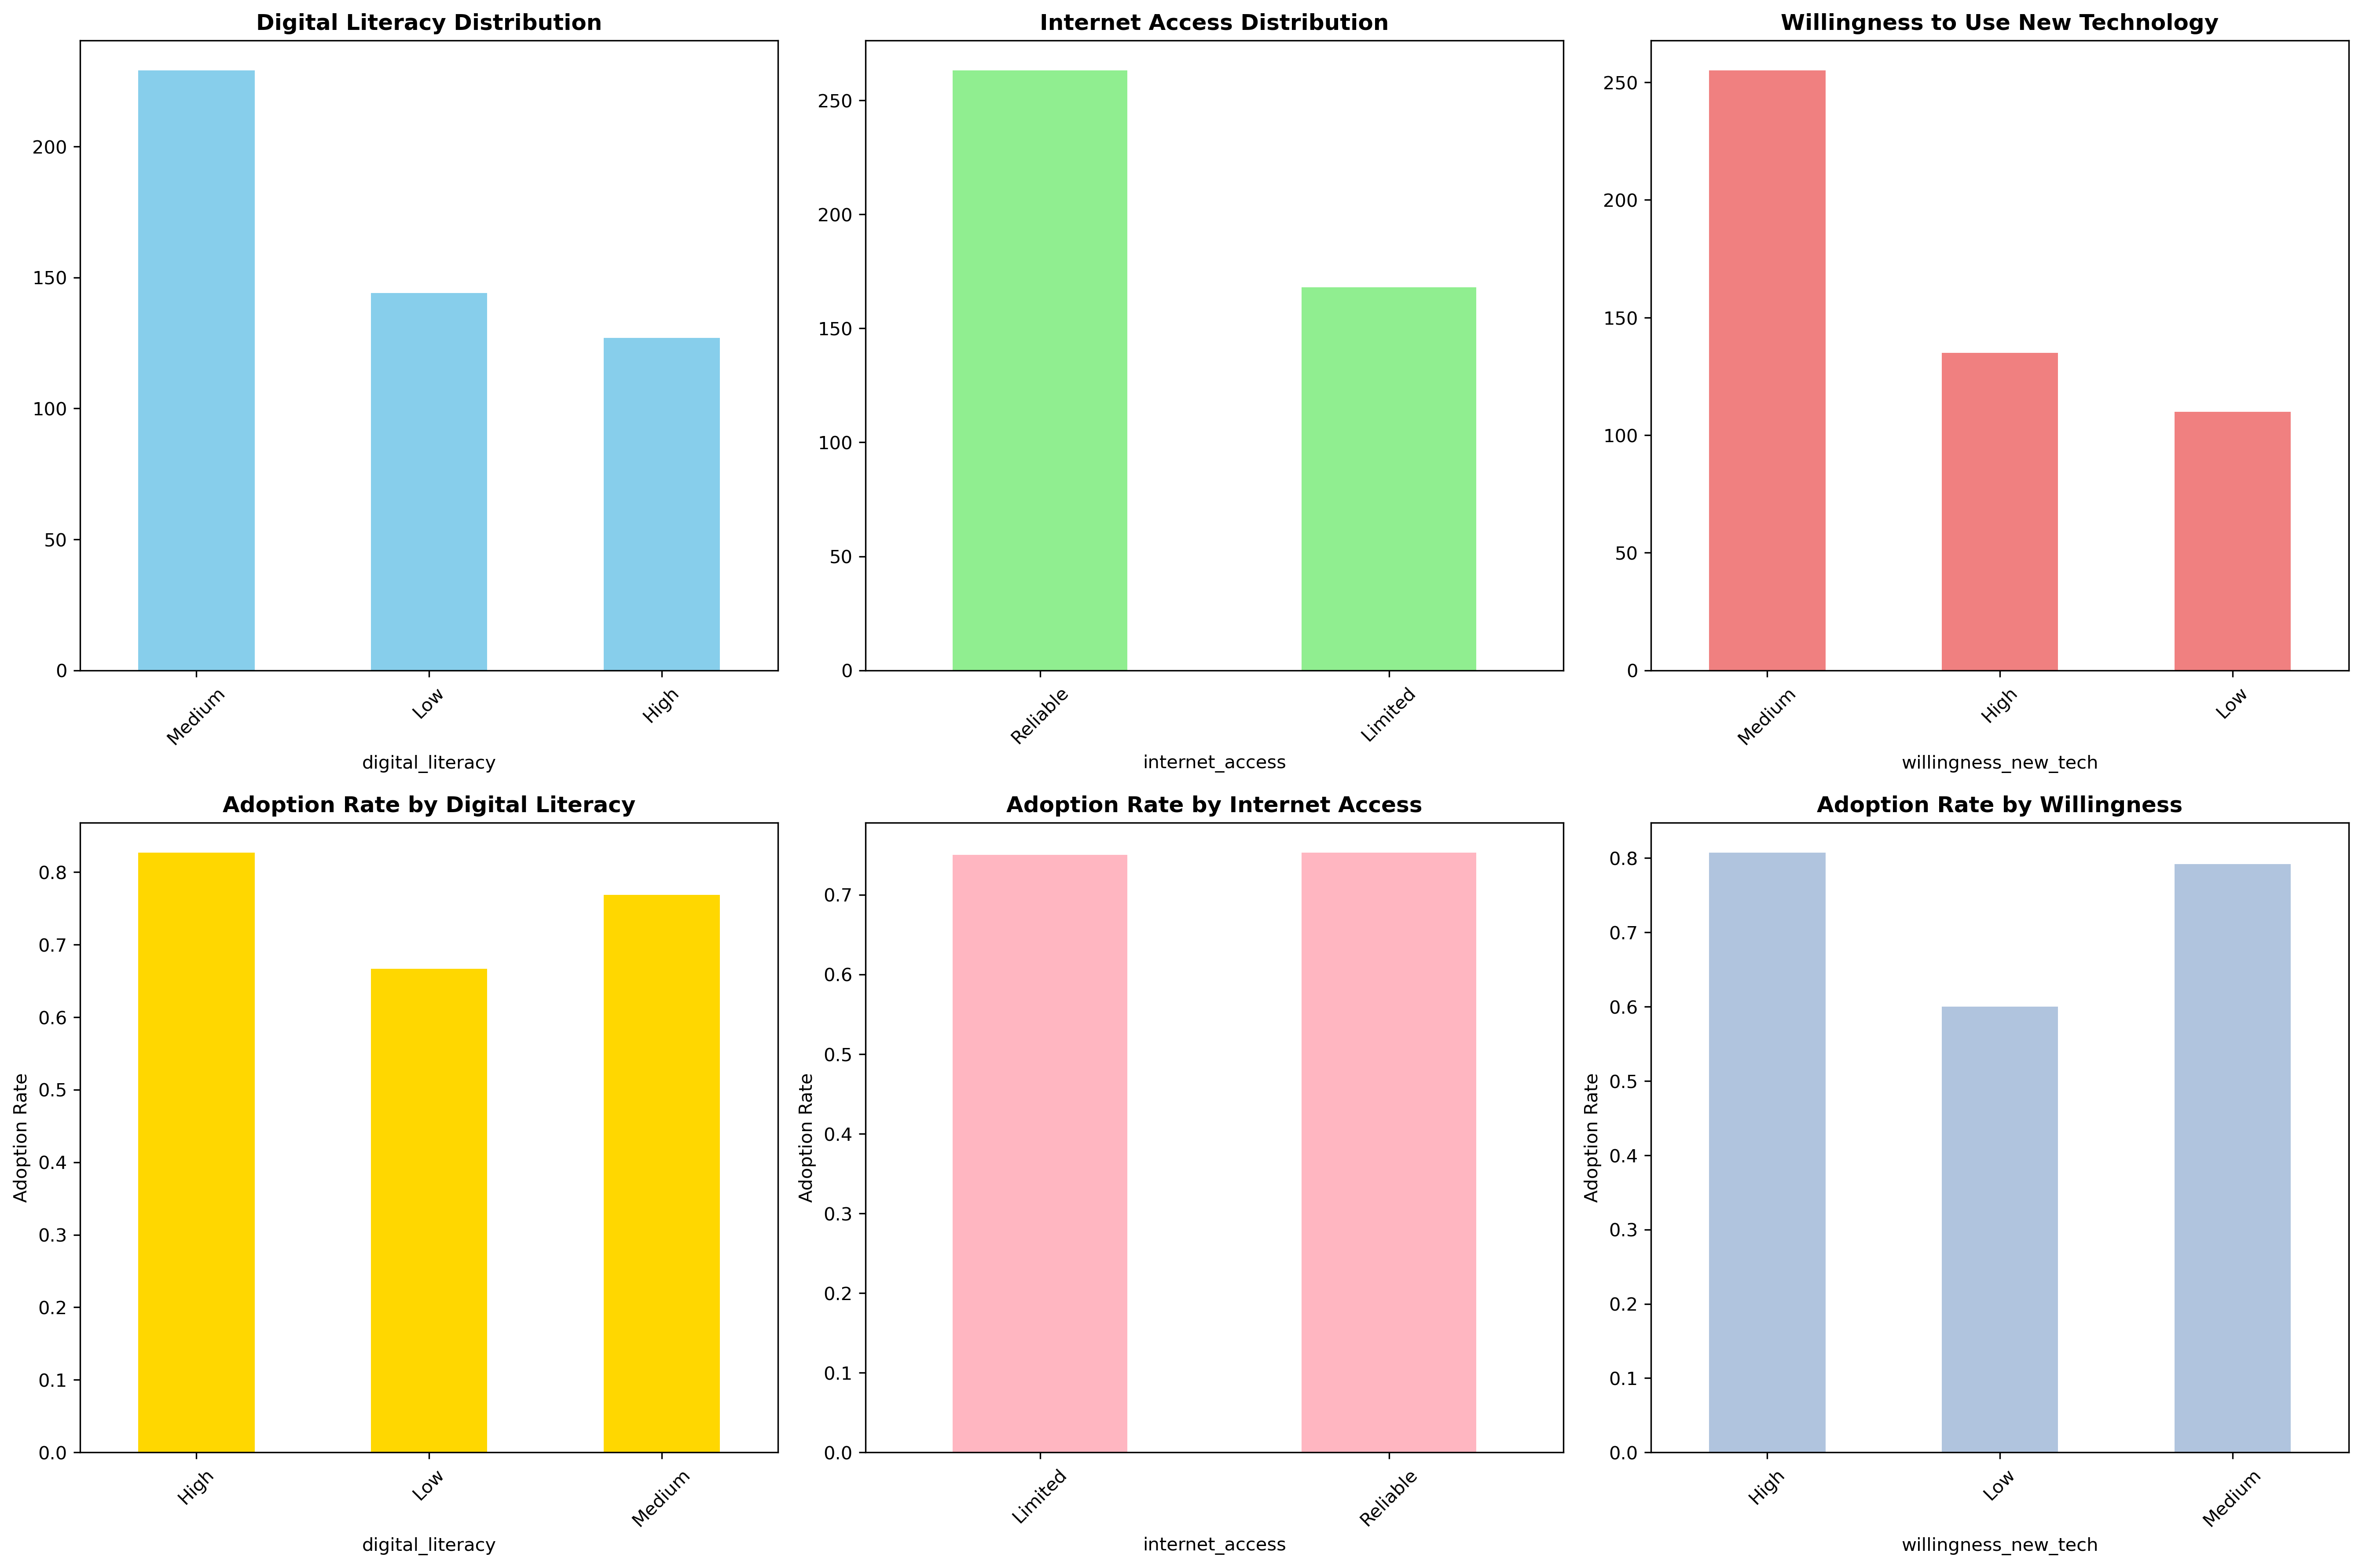 Digital Literacy Distribution
200
150
100
50
0
Medium
Low
High
digital_literacy
Internet Access Distribution
250
200
150
100
50
0
Reliable
Limited
internet_access
Willingness to Use New Technology
250
200
150
100
50
0
Medium
High
Low
willingness_new_tech
Adoption Rate by Digital Literacy
Adoption Rate
0.8
0.7
0.6
0.5
0.4
0.3
0.2
0.1
0.0
High
Low
Medium
digital_literacy
Adoption Rate by Internet Access
Adoption Rate
0.7
0.6
0.5
0.4
0.3
0.2
0.1
0.0
Limited
Reliable
internet_access
Adoption Rate by Willingness
Adoption Rate
0.8
0.7
0.6
0.5
0.4
0.3
0.2
0.1
0.0
High
Low
Medium
willingness_new_tech